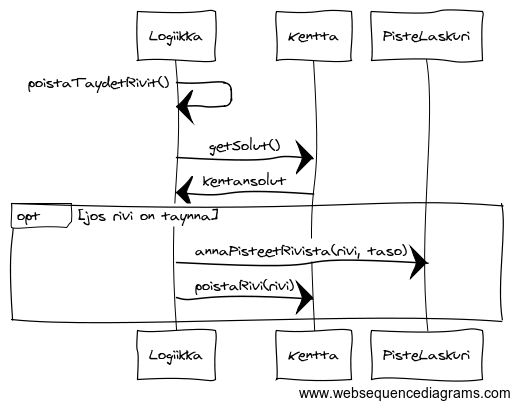 Logiikka Kentta PisteLaskuri
poistaTaydetRivit()
getSolut()
kentansolut
opt [jos rivi on taynna]
annaPisteetRivista(rivi, taso)
poistaRivi(rivi)
Logiikka Kentta PisteLaskuri
www.websequencediagrams.com